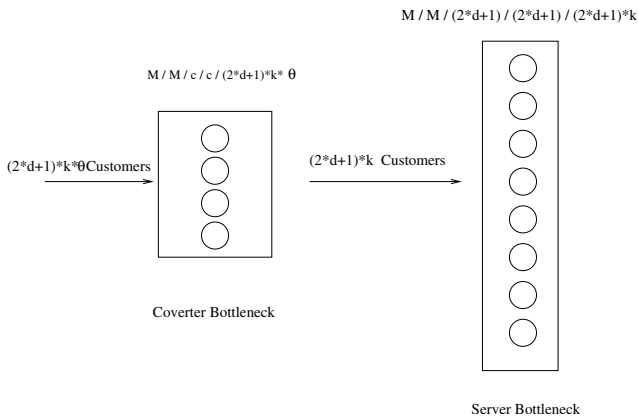 M / M / (2*d+1) / (2*d+1) / (2*d+1)*k
M / M / c / c / (2*d+1)*k* θ
(2*d+1)*k*θCustomers
(2*d+1)*k Customers
Coverter Bottleneck
Server Bottleneck